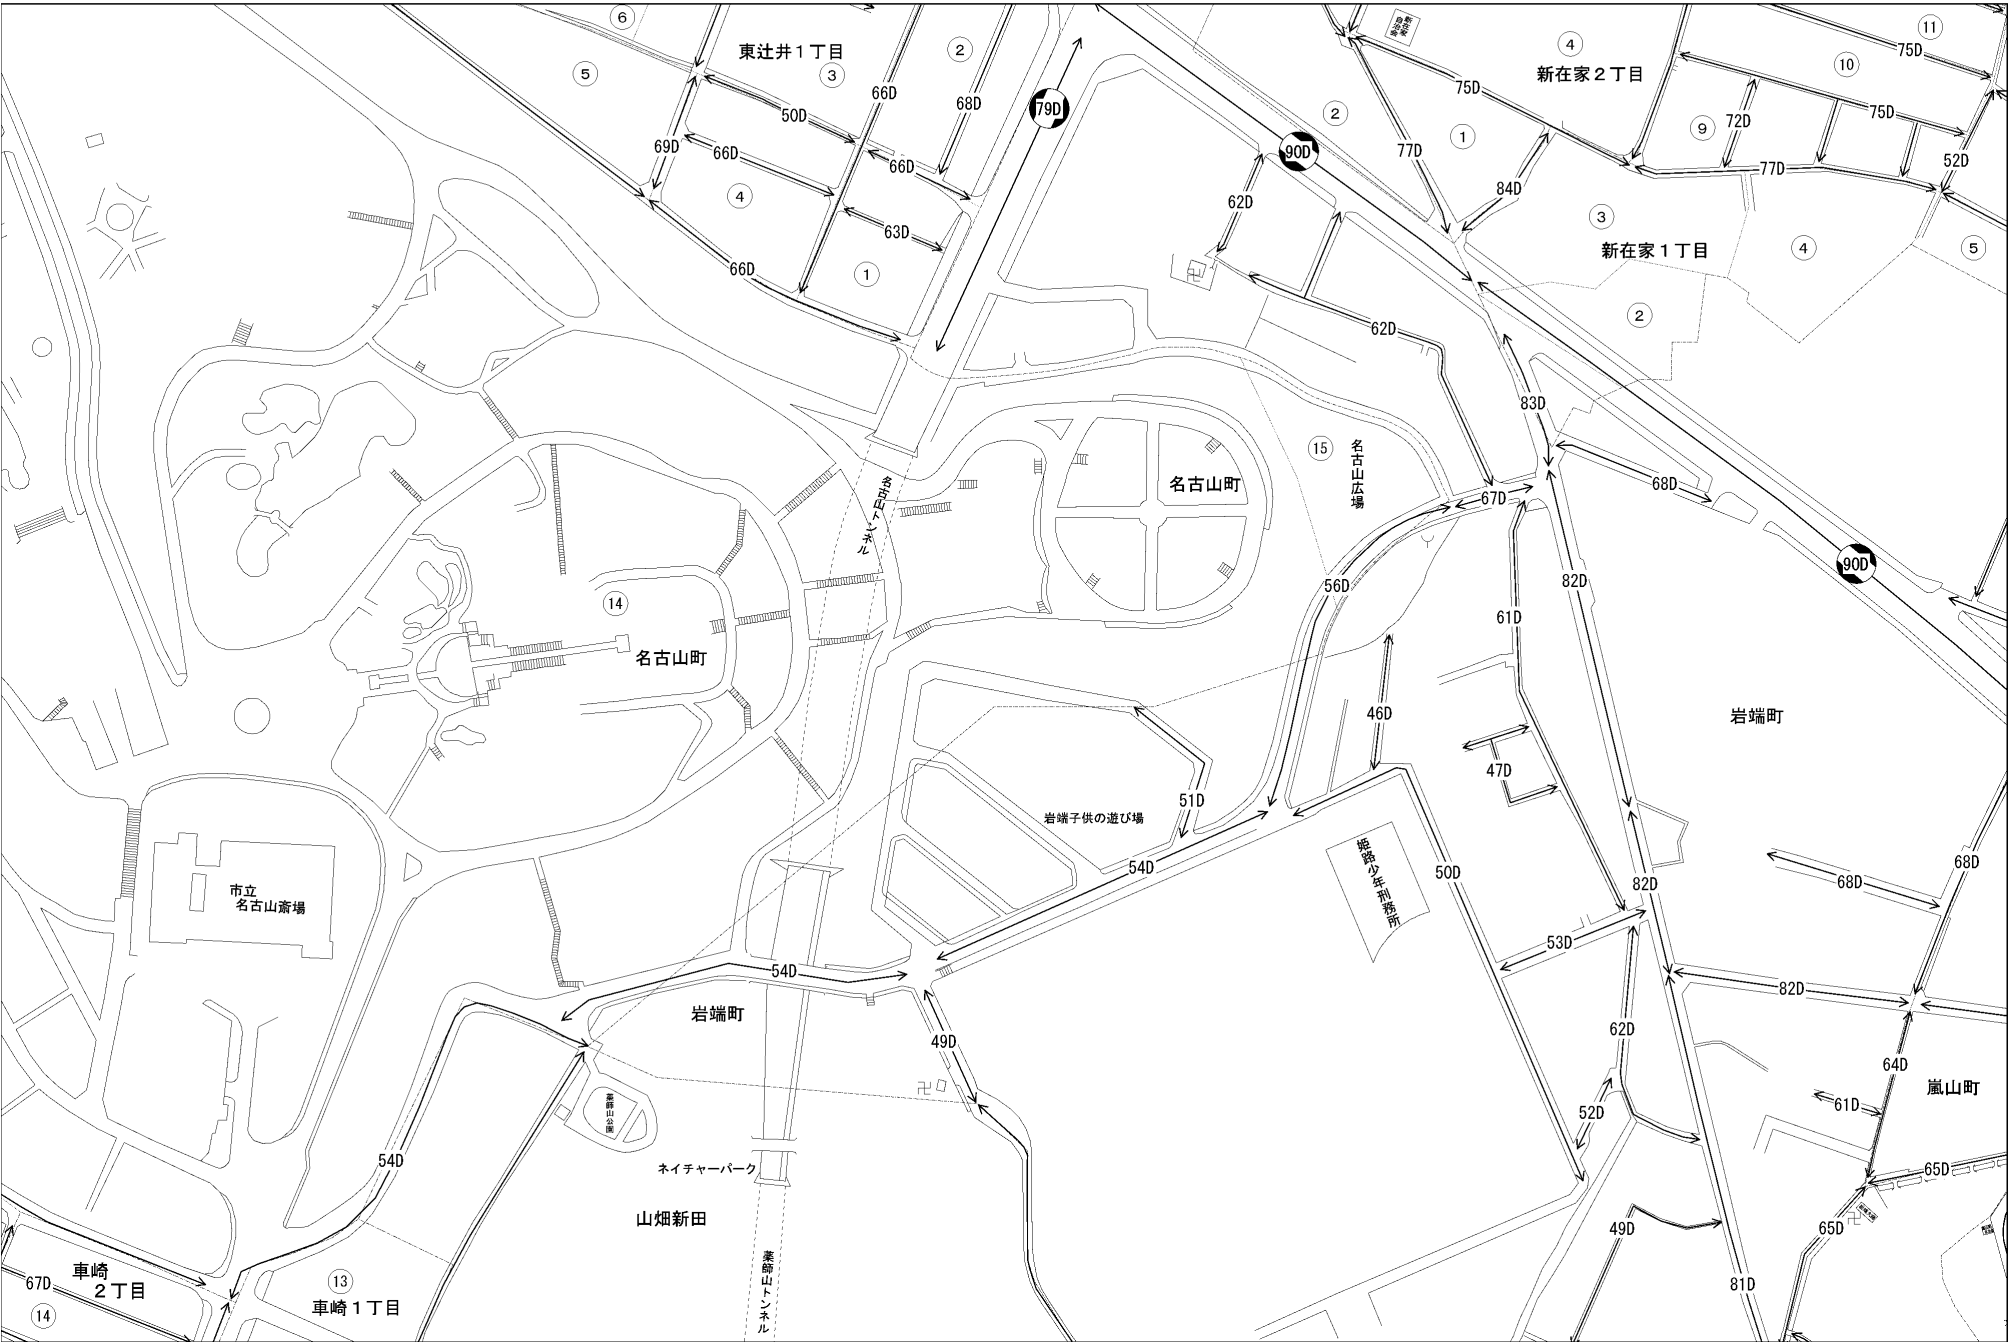 ⑥
東辻井1丁目
②
新在家
自治会
④
⑪
75D
⑤
③
66D
68D
79D
75D
新在家2丁目
⑩
50D
②
75D
69D
66D
66D
90D
77D
①
⑨
72D
77D
52D
④
62D
84D
63D
③
新在家1丁目
④
⑤
66D
①
62D
②
83D
⑮
名古山広場
名古山町
68D
67D
名古山トンネル
56D
82D
90D
⑭
61D
名古山町
46D
岩端町
47D
51D
岩端子供の遊び場
54D
姫路少年刑務所
50D
82D
68D
68D
市立
名古山斎場
53D
54D
82D
岩端町
49D
62D
64D
嵐山町
薬師山公園
52D
61D
54D
ネイチャーパーク
65D
山畑新田
49D
65D
薬師山トンネル
車崎
2丁目
67D
⑭
⑬
車崎1丁目
81D